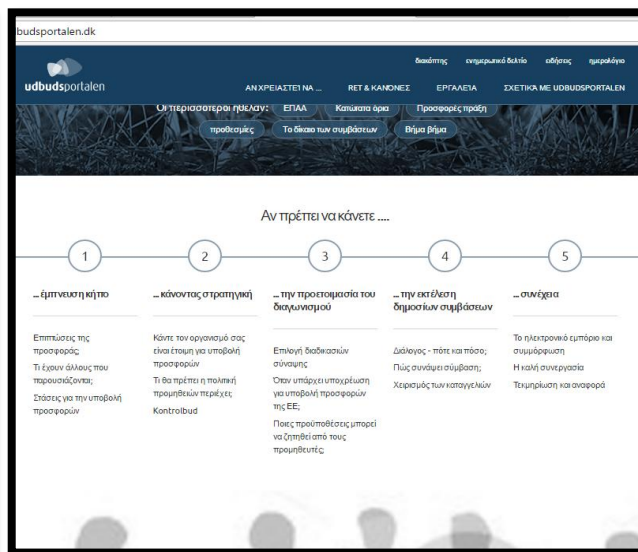 budsportalen.dk
διακόπτης ενημερωτικό δελτίο ειδήσεις ημερολόγιο
udbudsportalen
ΑΝ ΧΡΕΙΑΣΤΕΊ ΝΑ ... RET & ΚΑΝΌΝΕΣ ΕΡΓΑΛΕΊΑ ΣΧΕΤΙΚΆ ΜΕ UDBUDSPORTALEN
Οι περισσότεροι ήθελαν: ΕΠΑΑ Κατώτατα όρια Προσφορές πράξη
προθεσμίες Το δίκαιο των συμβάσεων Βήμα βήμα
Αν πρέπει να κάνετε ....
1 2 3 4 5
... έμπνευση κήπο
... κάνοντας στρατηγική
... την προετοιμασία του
διαγωνισμού
... την εκτέλεση
δημοσίων συμβάσεων
... συνέχεια
Επιπτώσεις της
προσφοράς;
Τι έχουν άλλους που
παρουσιάζονται;
Στάσεις για την υποβολή
προσφορών
Κάντε τον οργανισμό σας
είναι έτοιμη για υποβολή
προσφορών
Τι θα πρέπει η πολιτική
προμηθειών περιέχει;
Kontrolbud
Επιλογή διαδικασιών
σύναψης
Όταν υπάρχει υποχρέωση
για υποβολή προσφορών
της ΕΕ;
Ποιες προϋποθέσεις μπορεί
να ζητηθεί από τους
προμηθευτές;
Διάλογος - πότε και πόσο;
Πώς συνάψει σύμβαση;
Χειρισμός των καταγγελιών
Το ηλεκτρονικό εμπόριο και
συμμόρφωση
Η καλή συνεργασία
Τεκμηρίωση και αναφορά